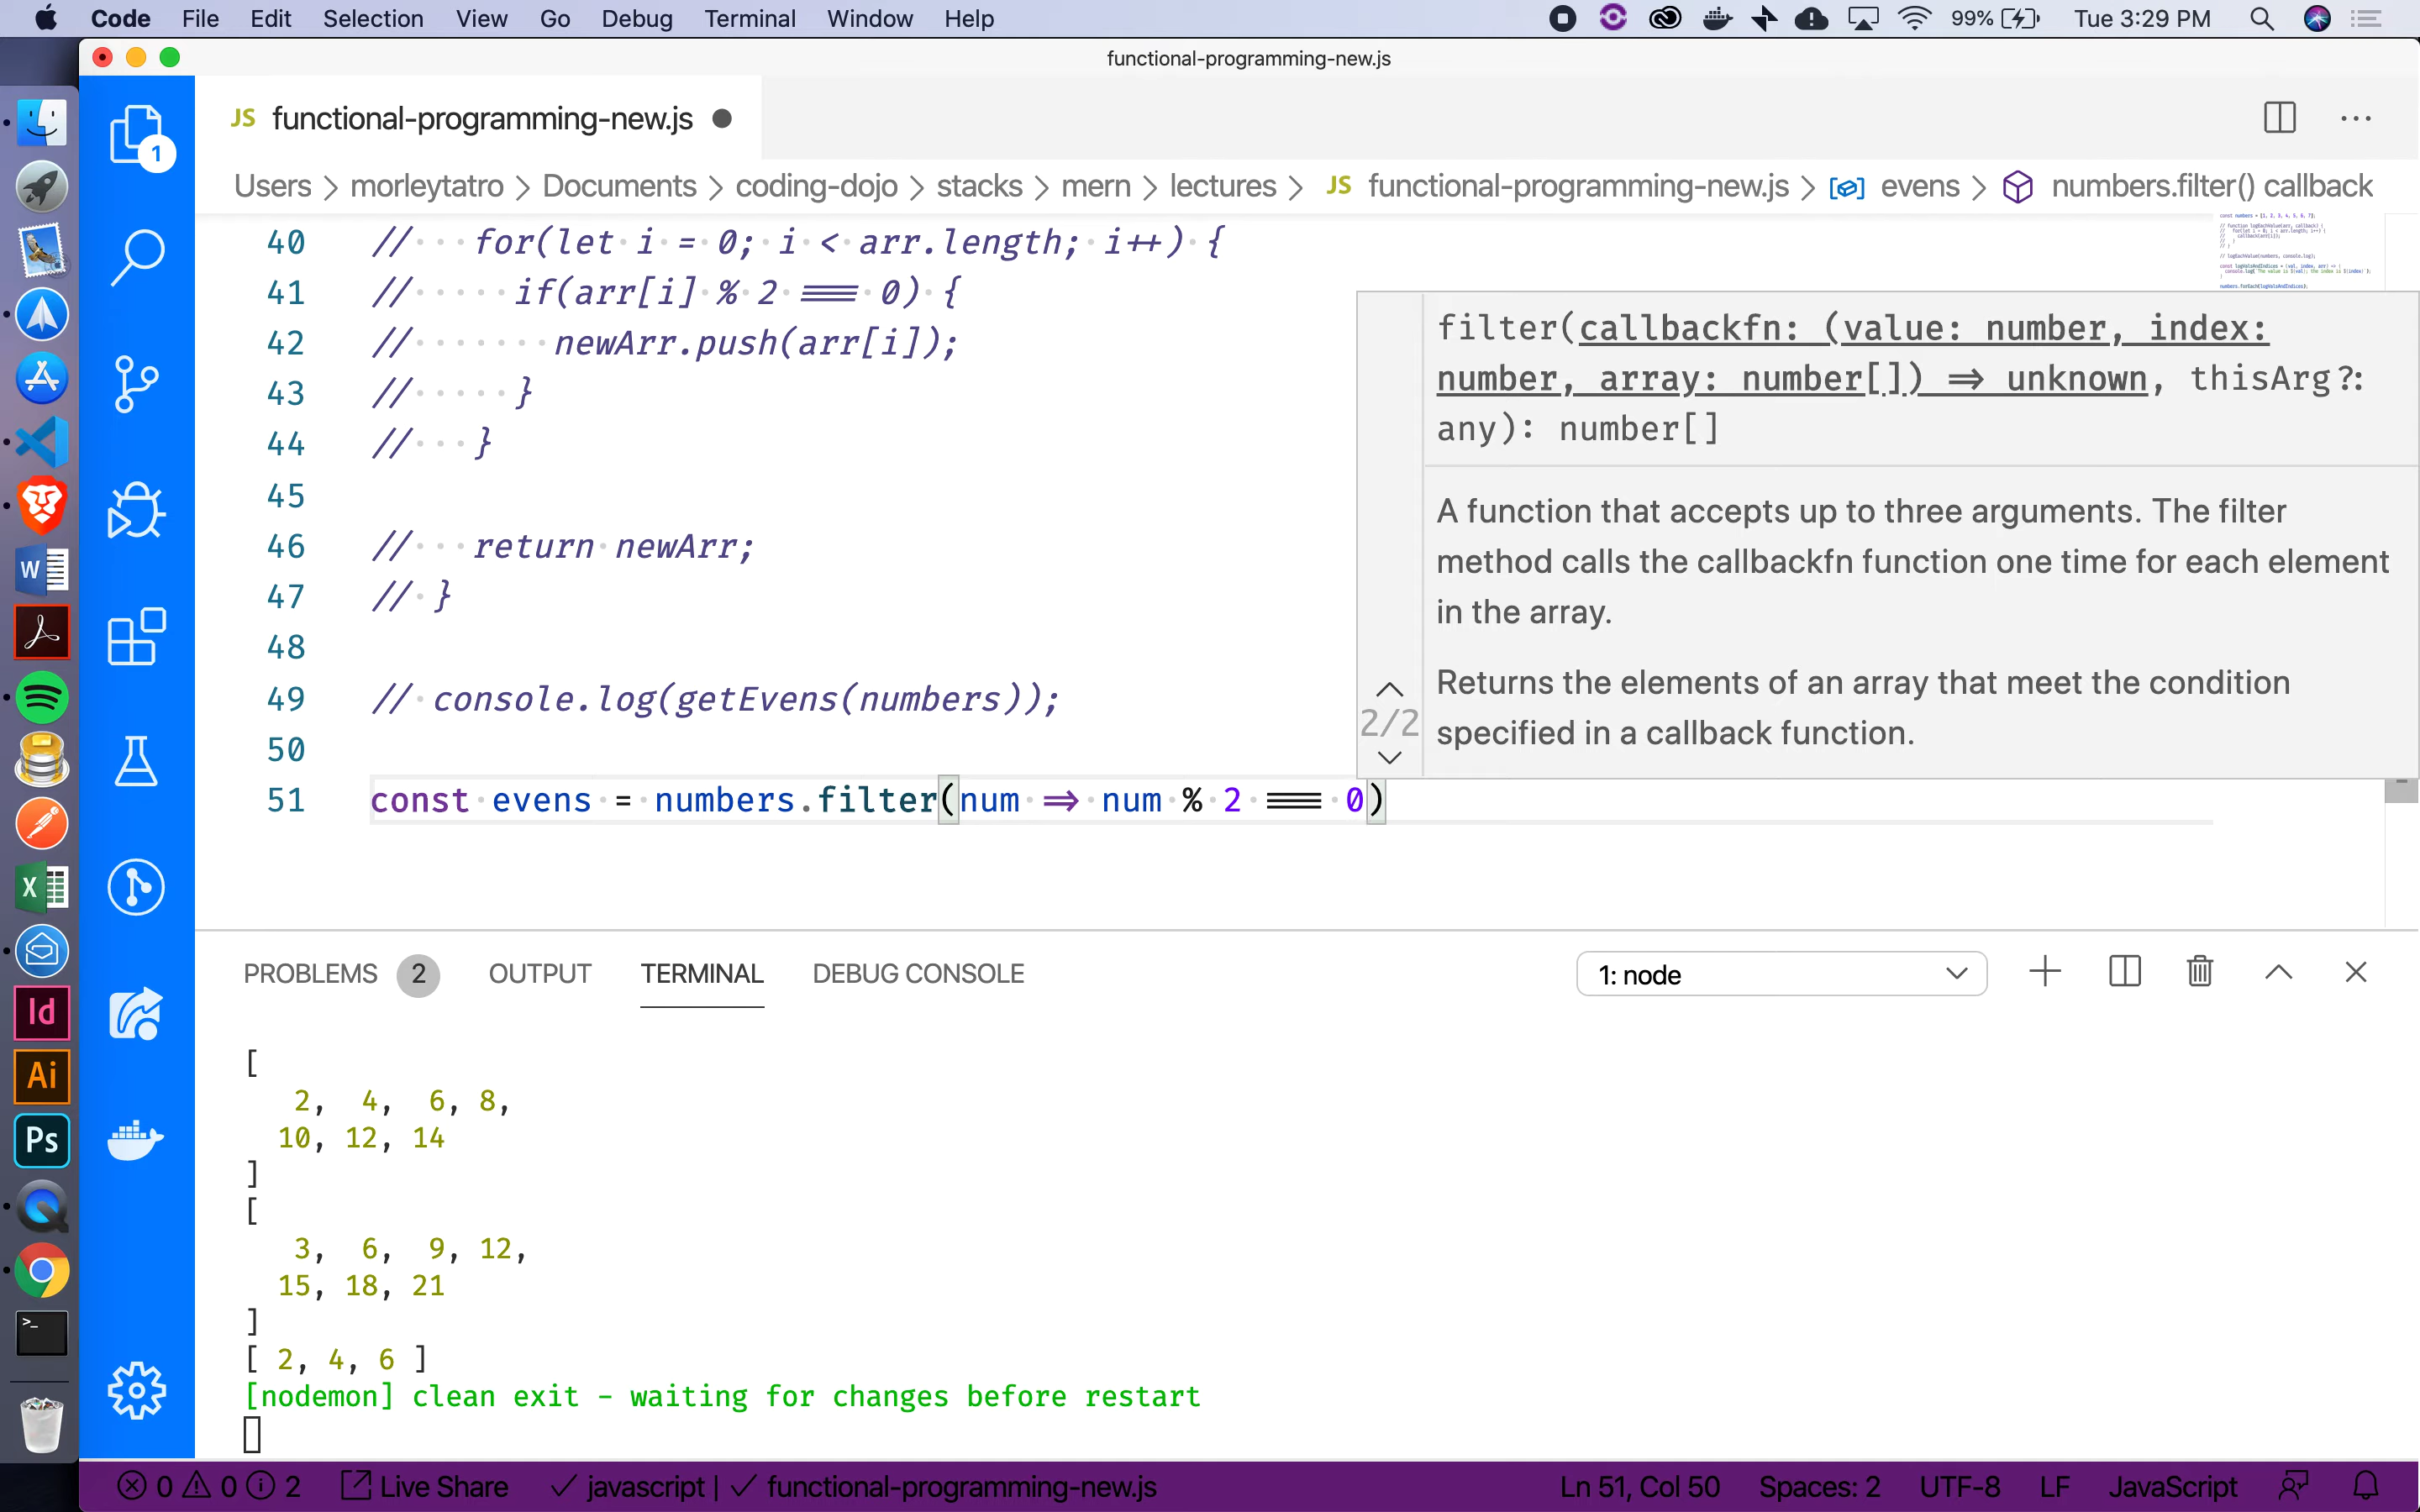 Code File Edit Selection View Go Debug Terminal Window Help 99% Tue 3:29 PM
functional-programming-new.js
JS functional-programming-new.js
1
Users > morleytatro > Documents > coding-dojo > stacks > mern > lectures > JS functional-programming-new.js > evens > numbers.filter() callback
40 // for(let i = 0; i < arr.length; i++) {
41 // if(arr[i] % 2 === 0) {
42 // newArr.push(arr[i]);
43 // }
44 // }
45
46 // return newArr;
47 // }
48
49 // console.log(getEvens(numbers));
50
51 const evens = numbers.filter(num => num % 2 === 0)
filter(callbackfn: (value: number, index:
number, array: number[]) => unknown, thisArg?:
any): number[]
A function that accepts up to three arguments. The filter
method calls the callbackfn function one time for each element
in the array.
Returns the elements of an array that meet the condition
specified in a callback function.
2/2
PROBLEMS 2 OUTPUT TERMINAL DEBUG CONSOLE 1: node
[
2, 4, 6, 8,
10, 12, 14
]
[
3, 6, 9, 12,
15, 18, 21
]
[ 2, 4, 6 ]
[nodemon] clean exit - waiting for changes before restart
W
X
Id
Ai
Ps
>_
0 0 2 Live Share ✓ javascript | ✓ functional-programming-new.js Ln 51, Col 50 Spaces: 2 UTF-8 LF JavaScript